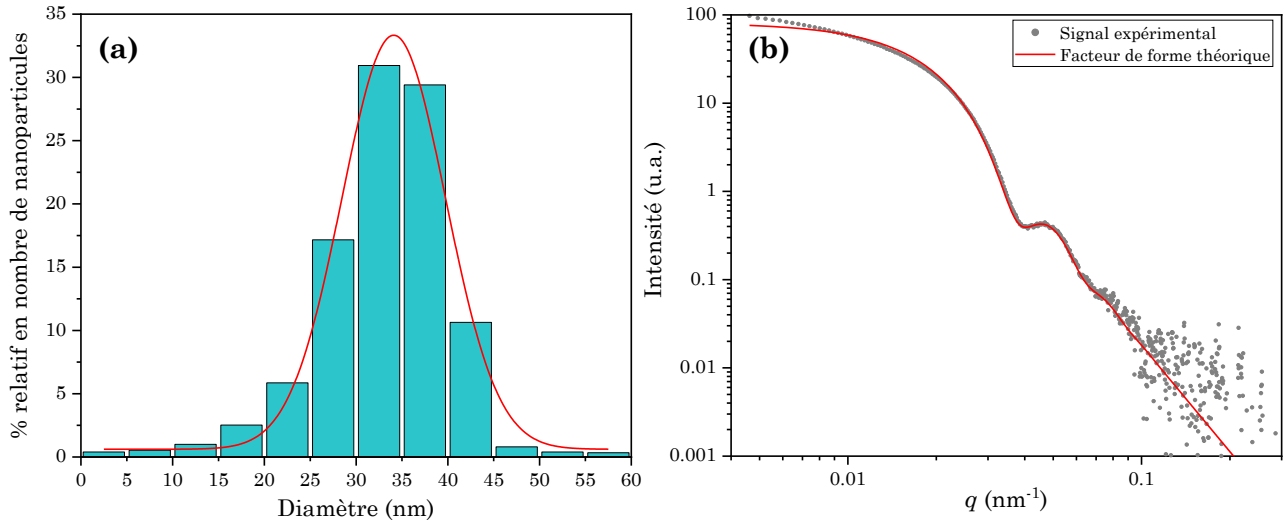 (a)
% relatif en nombre de nanoparticules
35
30
25
20
15
10
5
0
0 5 10 15 20 25 30 35 40 45 50 55 60
Diamètre (nm)
(b)
Signal expérimental
Facteur de forme théorique
Intensité (u.a.)
100
10
1
0.1
0.01
0.001
0.01 0.1
q (nm-1)